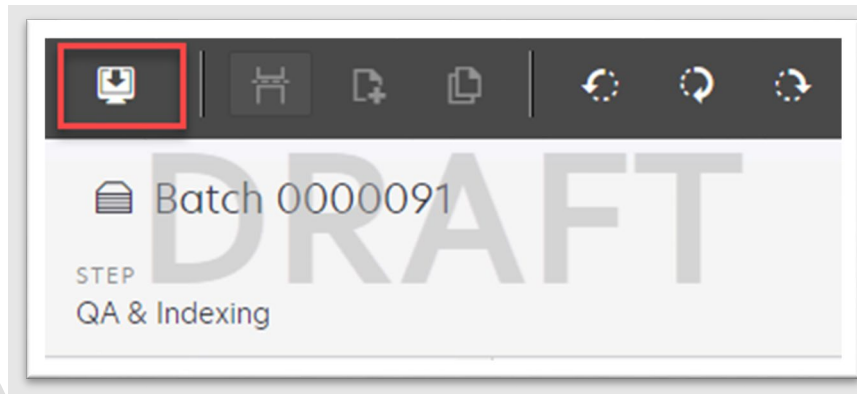 Batch 0000091
DRAFT
STEP
QA & Indexing